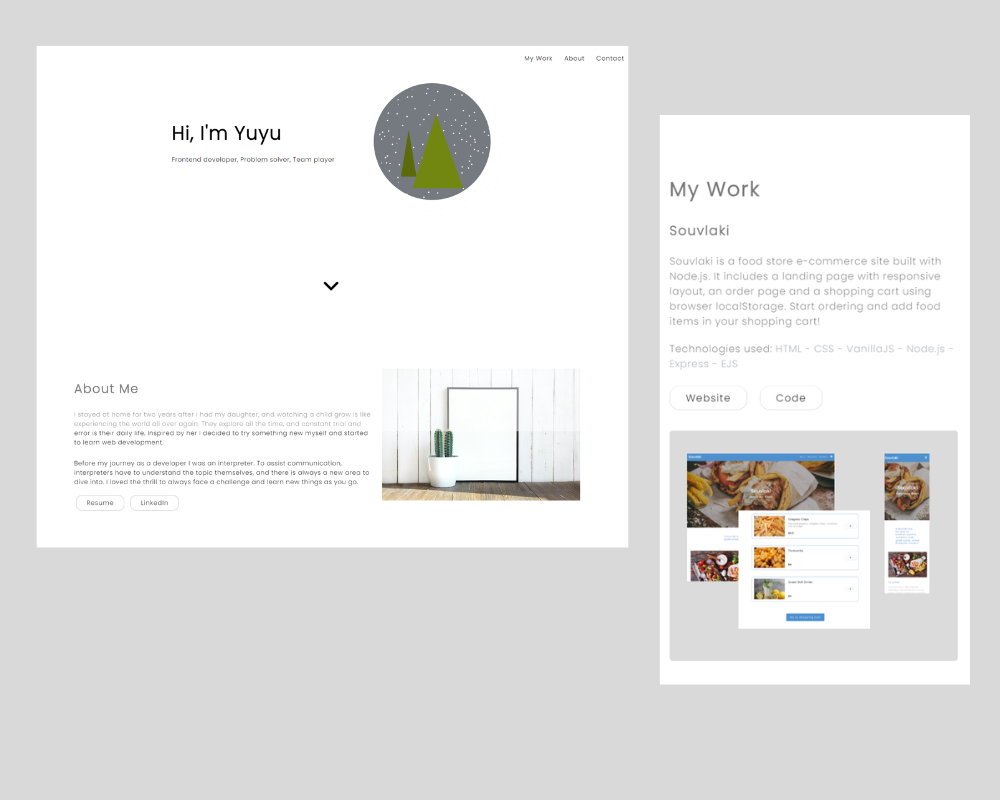 My Work About Contact
Hi, I'm Yuyu
Frontend developer, Problem solver, Team player
About Me
I stayed at home for two years after I had my daughter, and watching a child grow is like
experiencing the world all over again. They explore all the time, and constant trial and
error is their daily life. Inspired by her I decided to try something new myself and started
to learn web development.
Before my journey as a developer I was an interpreter. To assist communication,
interpreters have to understand the topic themselves, and there is always a new area to
dive into. I loved the thrill to always face a challenge and learn new things as you go.
Resume LinkedIn
My Work
Souvlaki
Souvlaki is a food store e-commerce site built with
Node.js. It includes a landing page with responsive
layout, an order page and a shopping cart using
browser localStorage. Start ordering and add food
items in your shopping cart!
Technologies used: HTML - CSS - VanillaJS - Node.js -
Express - EJS
Website Code